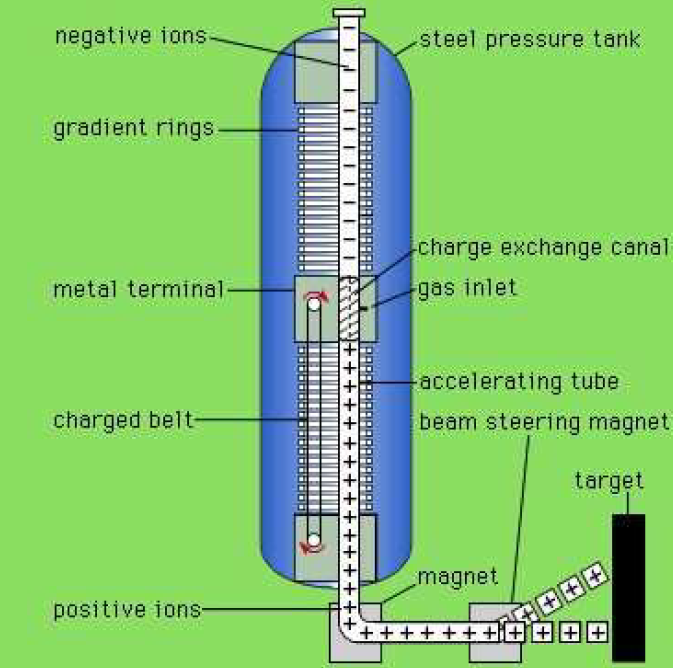 negative ions
steel pressure tank
gradient rings
charge exchange canal
metal terminal
gas inlet
accelerating tube
charged belt
beam steering magnet
target
magnet
positive ions